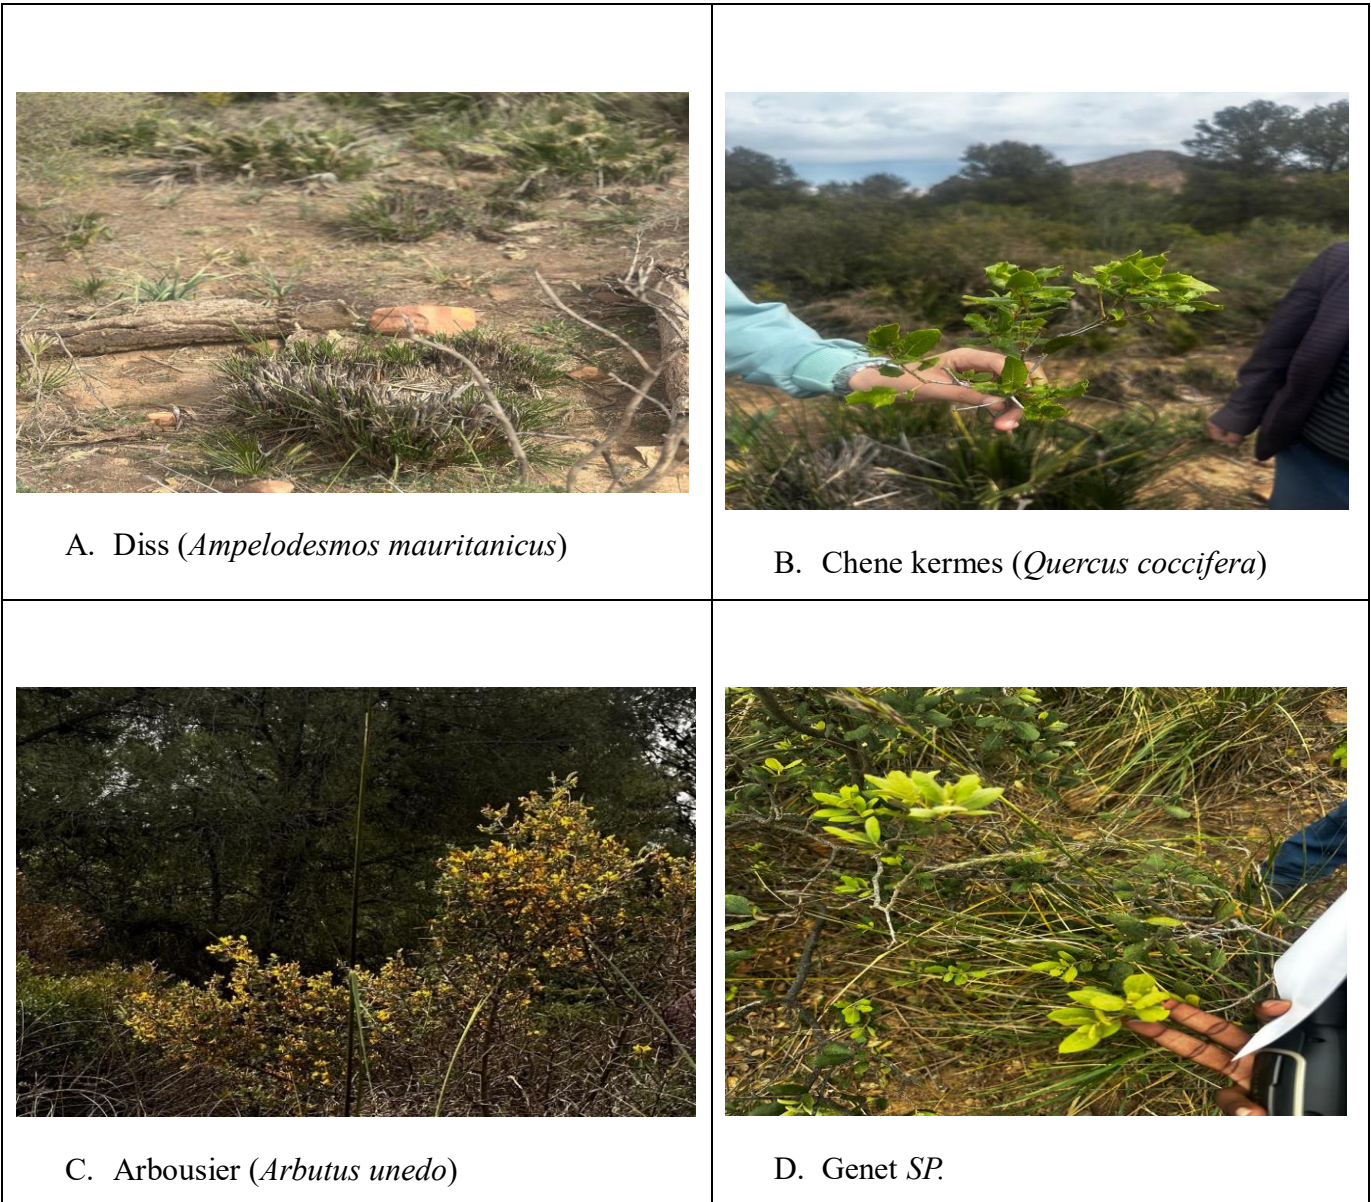 A. Diss (Ampelodesmos mauritanicus)
B. Chene kermes (Quercus coccifera)
C. Arbousier (Arbutus unedo)
D. Genet SP.